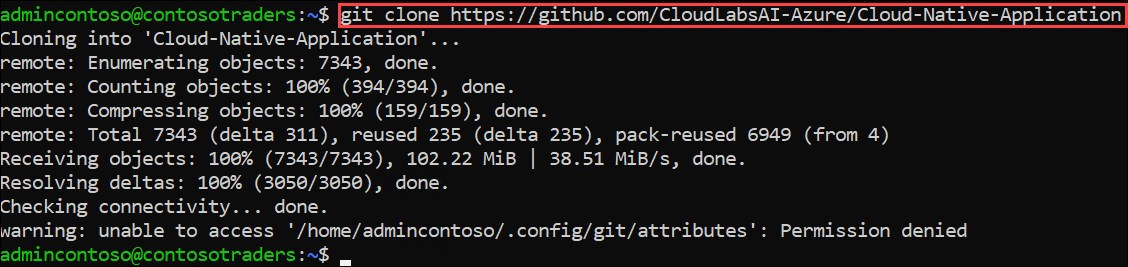 admincontoso@contosotraders:~$ git clone https://github.com/CloudLabsAI-Azure/Cloud-Native-Application
Cloning into 'Cloud-Native-Application'...
remote: Enumerating objects: 7343, done.
remote: Counting objects: 100% (394/394), done.
remote: Compressing objects: 100% (159/159), done.
remote: Total 7343 (delta 311), reused 235 (delta 235), pack-reused 6949 (from 4)
Receiving objects: 100% (7343/7343), 102.22 MiB | 38.51 MiB/s, done.
Resolving deltas: 100% (3050/3050), done.
Checking connectivity... done.
warning: unable to access '/home/admincontoso/.config/git/attributes': Permission denied
admincontoso@contosotraders:~$